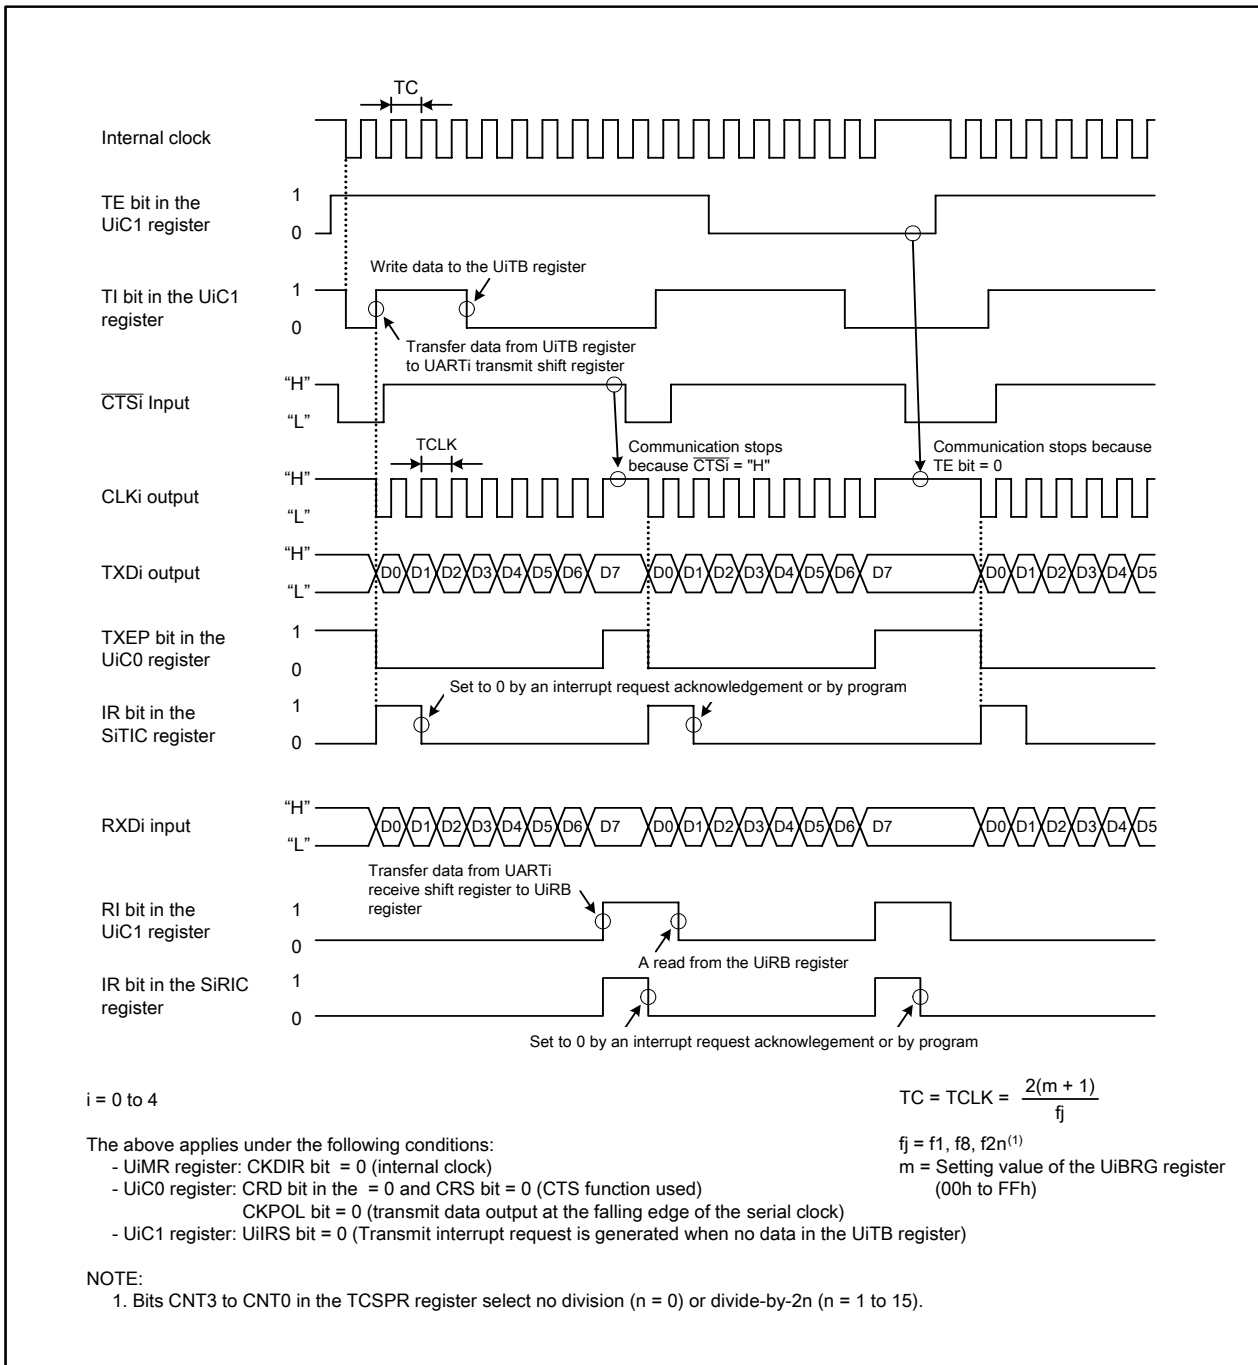 TC
Internal clock
TE bit in the
UiC1 register
1
0
Write data to the UiTB register
TI bit in the UiC1
register
1
0
Transfer data from UiTB register
to UARTi transmit shift register
CTSi Input
“H”
“L”
TCLK
Communication stops
because CTSi = "H"
Communication stops because
TE bit = 0
CLKi output
“H”
“L”
TXDi output
“H”
“L”
D0 D1 D2 D3 D4 D5 D6 D7 D0 D1 D2 D3 D4 D5 D6 D7 D0 D1 D2 D3 D4 D5
TXEP bit in the
UiC0 register
1
0
Set to 0 by an interrupt request acknowledgement or by program
IR bit in the
SiTIC register
1
0
RXDi input
“H”
“L”
D0 D1 D2 D3 D4 D5 D6 D7 D0 D1 D2 D3 D4 D5 D6 D7 D0 D1 D2 D3 D4 D5
Transfer data from UARTi
receive shift register to UiRB
register
RI bit in the
UiC1 register
1
0
A read from the UiRB register
IR bit in the SiRIC
register
1
0
Set to 0 by an interrupt request acknowlegement or by program
i = 0 to 4
TC = TCLK = 2(m + 1)
fj
The above applies under the following conditions:
- UiMR register: CKDIR bit = 0 (internal clock)
- UiC0 register: CRD bit in the = 0 and CRS bit = 0 (CTS function used)
CKPOL bit = 0 (transmit data output at the falling edge of the serial clock)
- UiC1 register: UiIRS bit = 0 (Transmit interrupt request is generated when no data in the UiTB register)
fj = f1, f8, f2n(1)
m = Setting value of the UiBRG register
(00h to FFh)
NOTE:
1. Bits CNT3 to CNT0 in the TCSPR register select no division (n = 0) or divide-by-2n (n = 1 to 15).